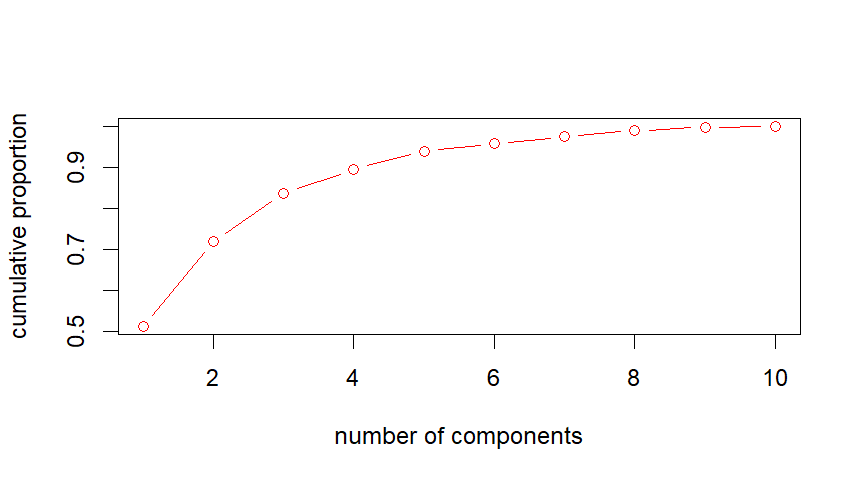 cumulative proportion
0.9
0.7
0.5
2 4 6 8 10
number of components